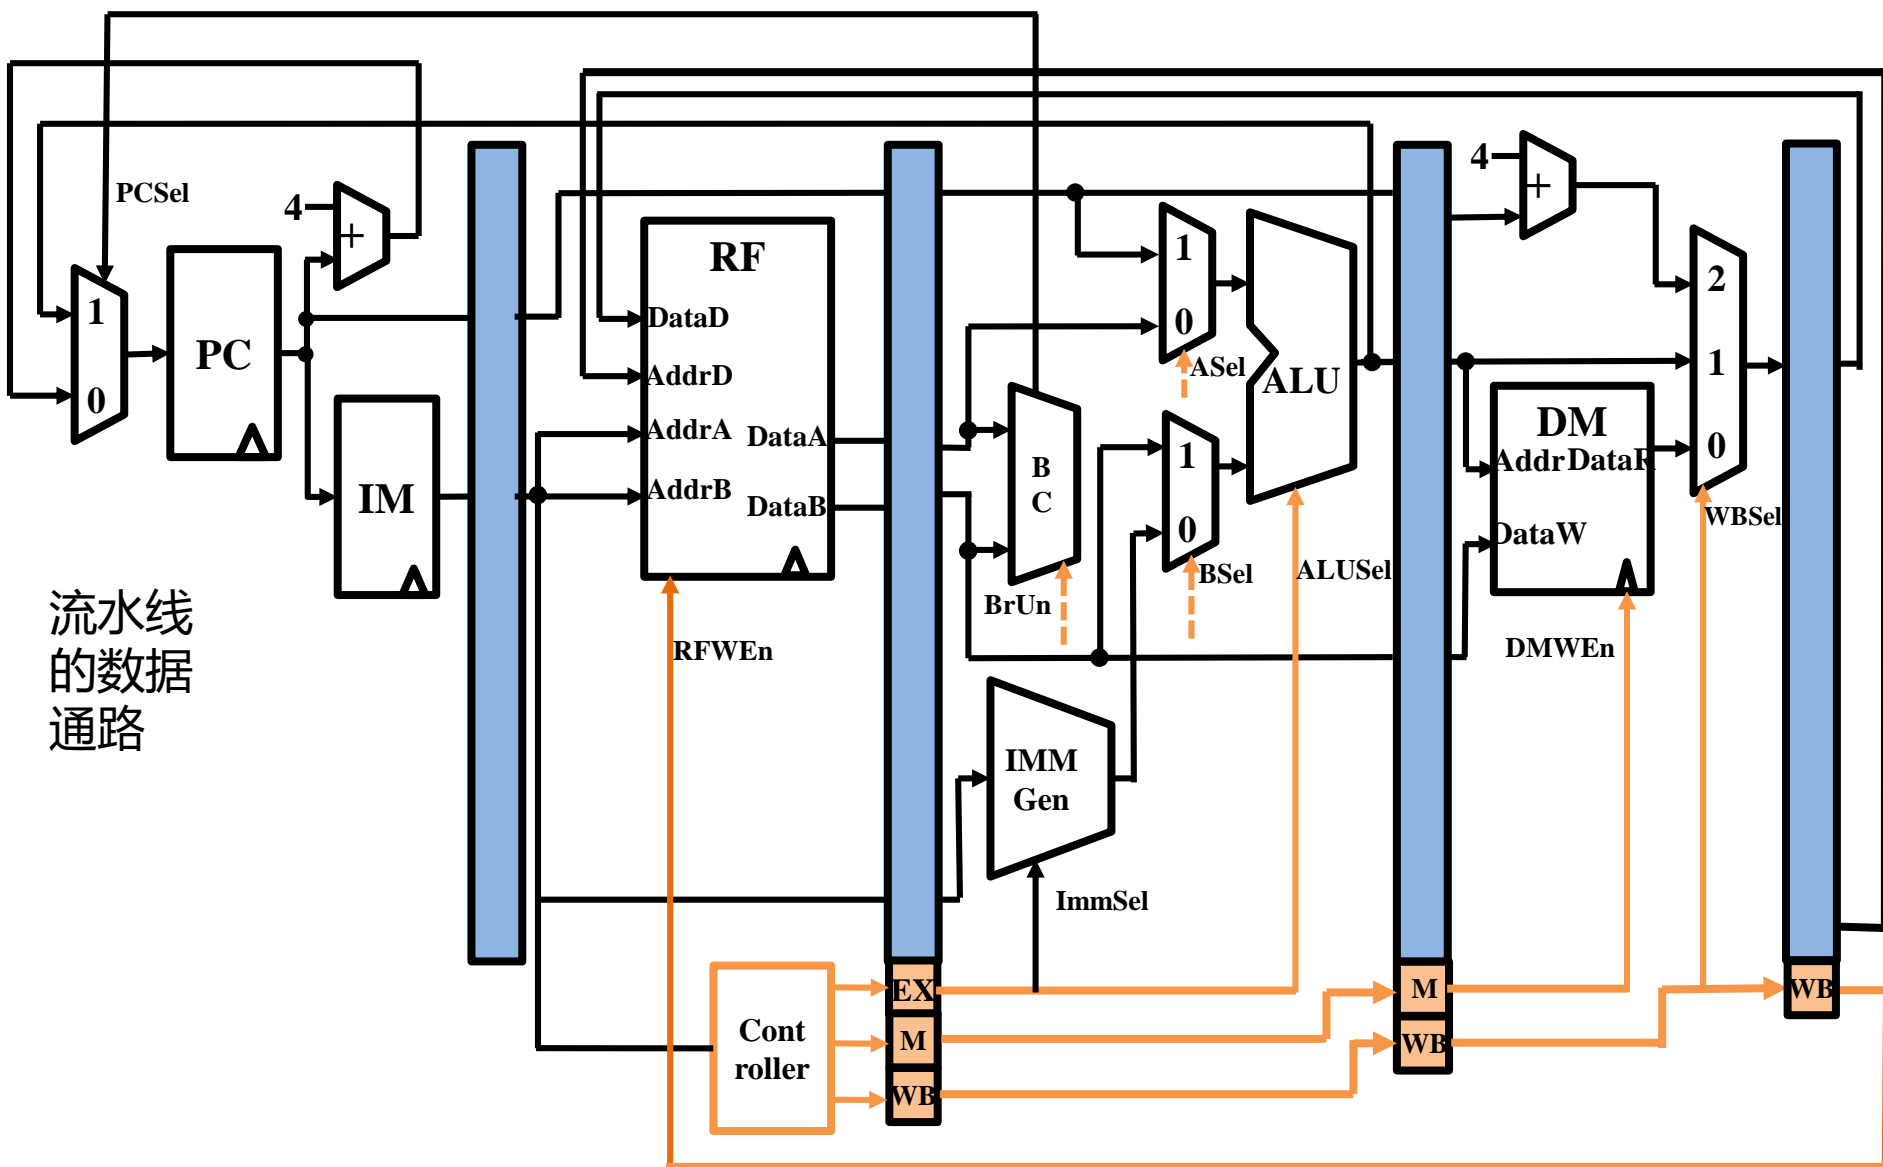 4
PCSel
4
+
+
RF
1
2
1
DataD
0
PC
1
AddrD
ASel
ALU
0
AddrA
DataA
DM
0
B
C
1
Addr
DataR
IM
AddrB
DataB
0
WBSel
DataW
BSel
ALUSel
BrUn
流水线
的数据
通路
RFWEn
DMWEn
IMM
Gen
ImmSel
EX
M
WB
Cont
roller
M
WB
WB